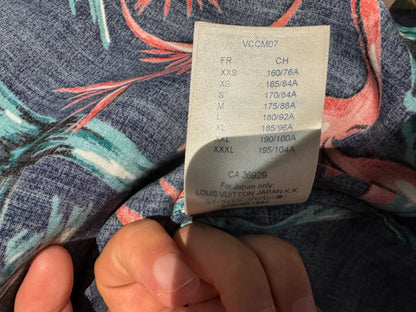 VCCM07
FR CH
XXS 160/76A
XS 165/84A
S 170/84A
M 175/88A
L 180/92A
XL 185/96A
XXL 190/100A
XXXL 195/104A
CA 36929
For Japan only:
LOUIS VUITTON JAPAN K.K.